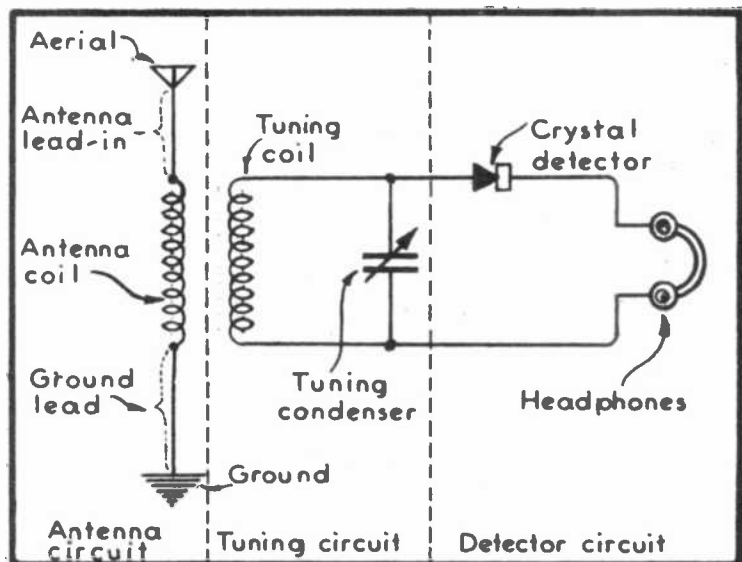 Aerial
Antenna
lead-in
Antenna
coil
Ground
lead
Ground
Antenna
circuit
Tuning
coil
Tuning
condenser
Tuning circuit
Crystal
detector
Headphones
Detector circuit